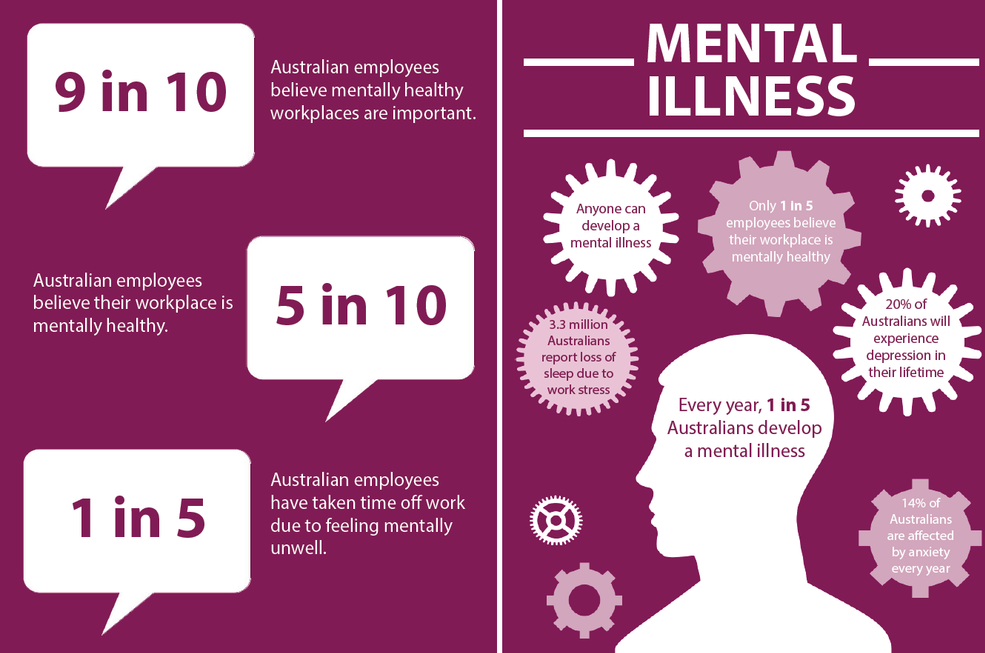 9 in 10
Australian employees
believe mentally healthy
workplaces are important.
Australian employees
believe their workplace is
mentally healthy.
5 in 10
1 in 5
Australian employees
have taken time off work
due to feeling mentally
unwell.
MENTAL
ILLNESS
Anyone can
develop a
mental illness
Only 1 in 5
employees believe
their workplace is
mentally healthy
3.3 million
Australians
report loss of
sleep due to
work stress
20% of
Australians will
experience
depression in
their lifetime
Every year, 1 in 5
Australians develop
a mental illness
14% of
Australians
are affected
by anxiety
every year